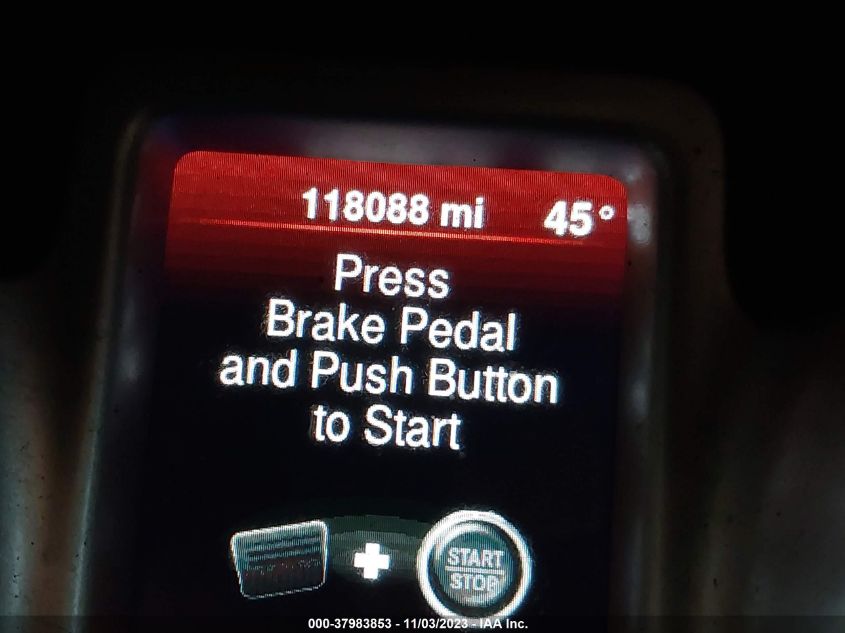 118088 mi 45°
Press
Brake Pedal
and Push Button
to Start
START
STOP
000-37983853 - 11/03/2023 - IAA Inc.